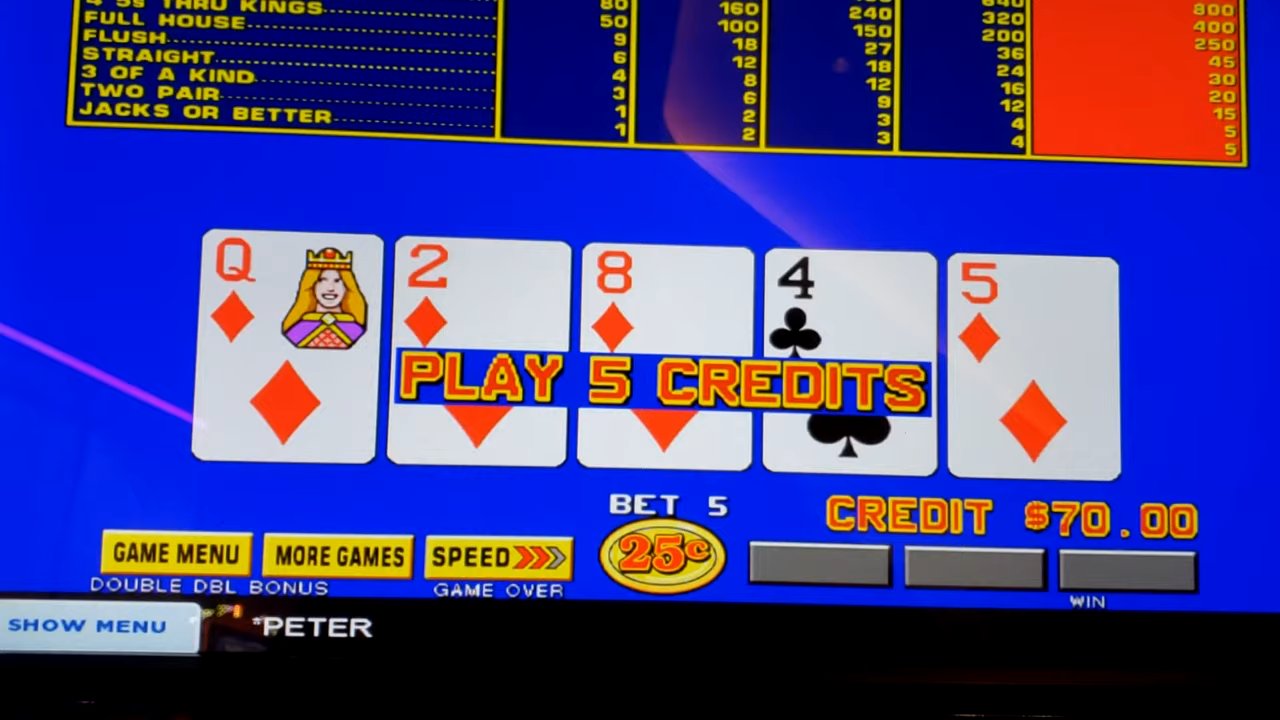 5s THRU KINGS 80 160 240 320 800
FULL HOUSE 50 100 150 200 400
FLUSH 9 18 27 36 250
STRAIGHT 6 12 18 24 45
3 OF A KIND 4 8 12 16 30
TWO PAIR 3 6 9 12 20
JACKS OR BETTER 1 2 3 4 15
1 2 3 4 5
5
Q 2 8 4 5
PLAY 5 CREDITS
BET 5
CREDIT $70.00
GAME MENU
MORE GAMES
SPEED
25¢
DOUBLE DBL BONUS
GAME OVER
WIN
SHOW MENU
*PETER